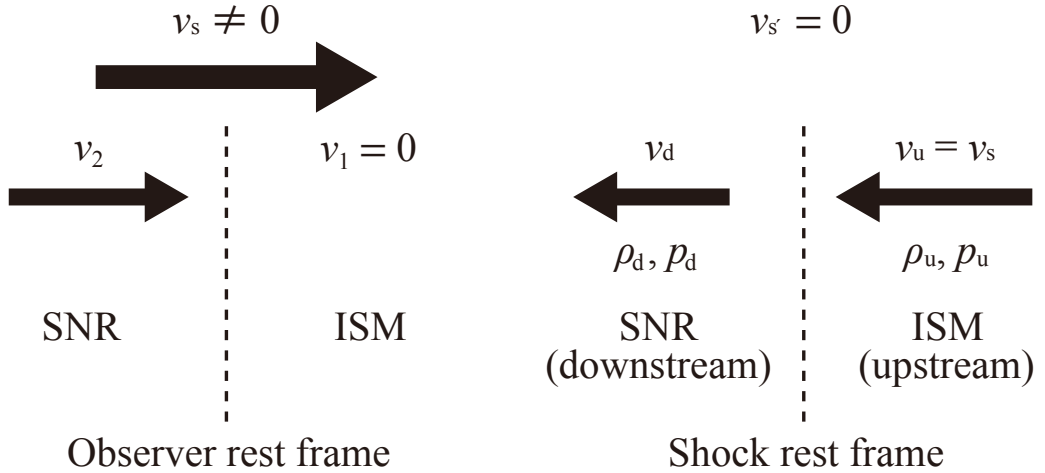 vs ≠ 0
v2
v1 = 0
SNR
ISM
Observer rest frame
vs′ = 0
vd
vu = vs
ρd, pd
ρu, pu
SNR
(downstream)
ISM
(upstream)
Shock rest frame